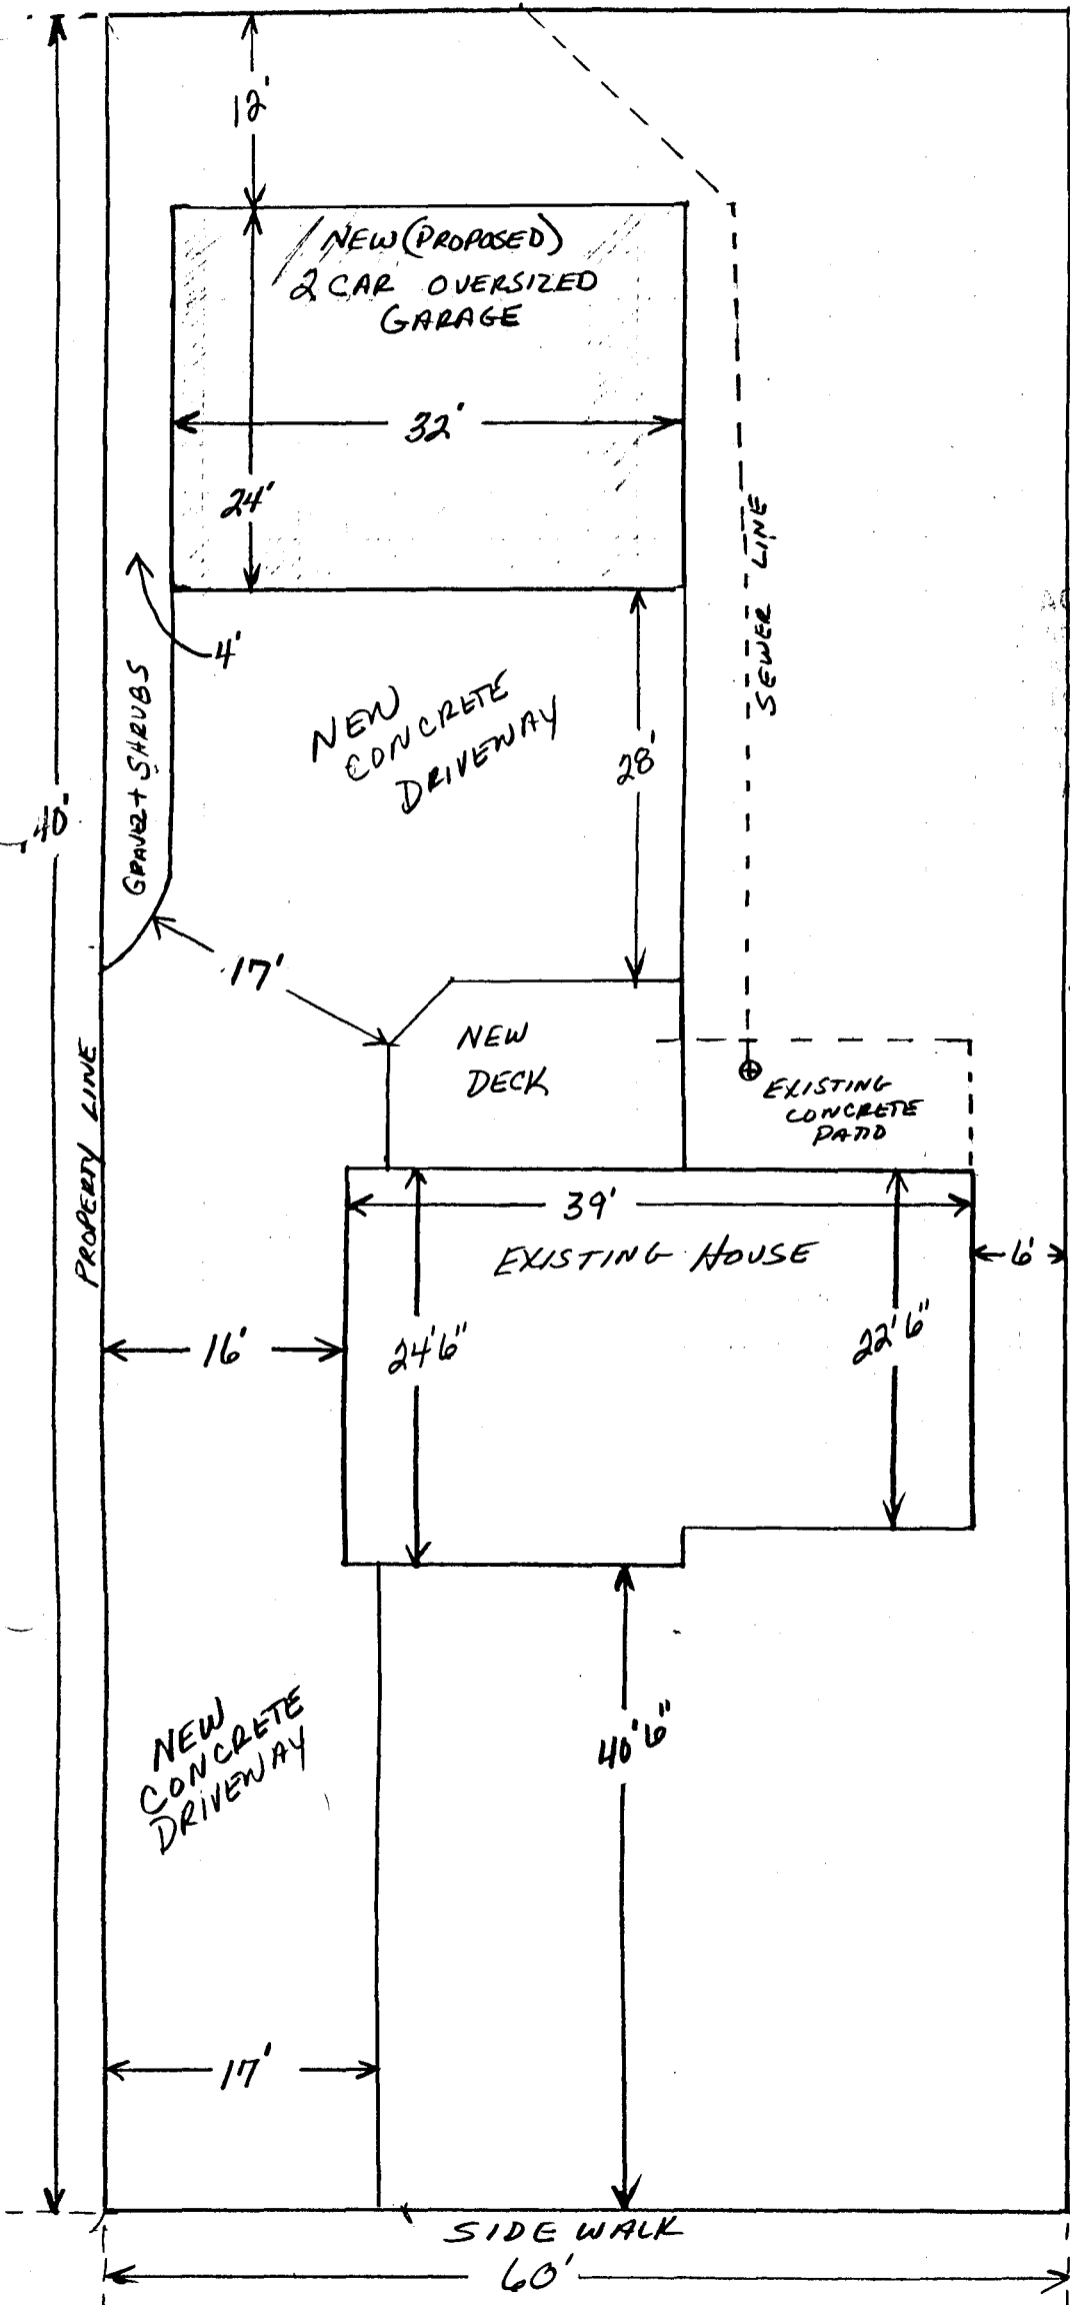 12'
NEW (PROPOSED)
2 CAR OVERSIZED
GARAGE
32'
24'
SEWER LINE
4'
GRAVEL + SHRUBS
NEW
CONCRETE
DRIVEWAY
28'
40'
17'
NEW
DECK
EXISTING
CONCRETE
PATIO
PROPERTY LINE
39'
EXISTING HOUSE
6'
16'
24'6"
22'6"
NEW
CONCRETE
DRIVEWAY
40'6"
17'
SIDEWALK
60'